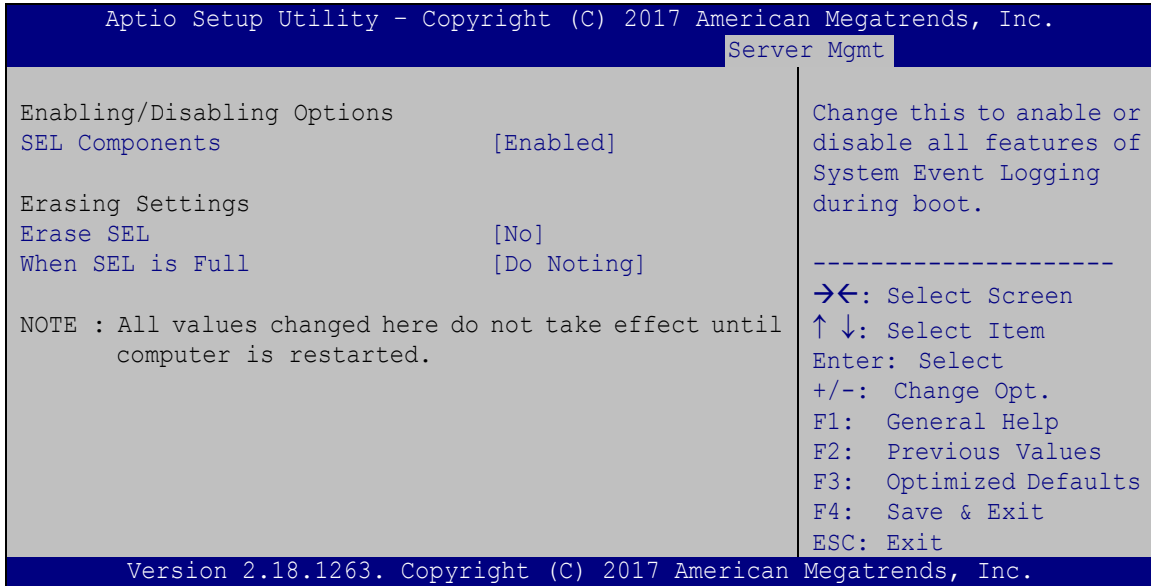 Aptio Setup Utility – Copyright (C) 2017 American Megatrends, Inc.
Server Mgmt
Enabling/Disabling Options
SEL Components [Enabled]
Erasing Settings
Erase SEL [No]
When SEL is Full [Do Noting]
NOTE : All values changed here do not take effect until
computer is restarted.
Change this to anable or
disable all features of
System Event Logging
during boot.
---------------------
→←: Select Screen
↑ ↓: Select Item
Enter: Select
+/-: Change Opt.
F1: General Help
F2: Previous Values
F3: Optimized Defaults
F4: Save & Exit
ESC: Exit
Version 2.18.1263. Copyright (C) 2017 American Megatrends, Inc.